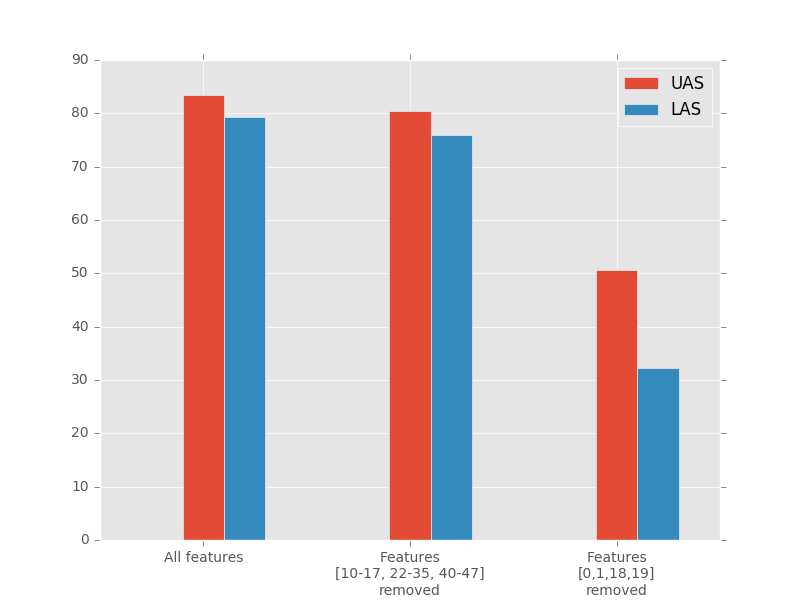 90
80
70
60
50
40
30
20
10
0
UAS
LAS
All features
Features
[10-17, 22-35, 40-47]
removed
Features
[0,1,18,19]
removed